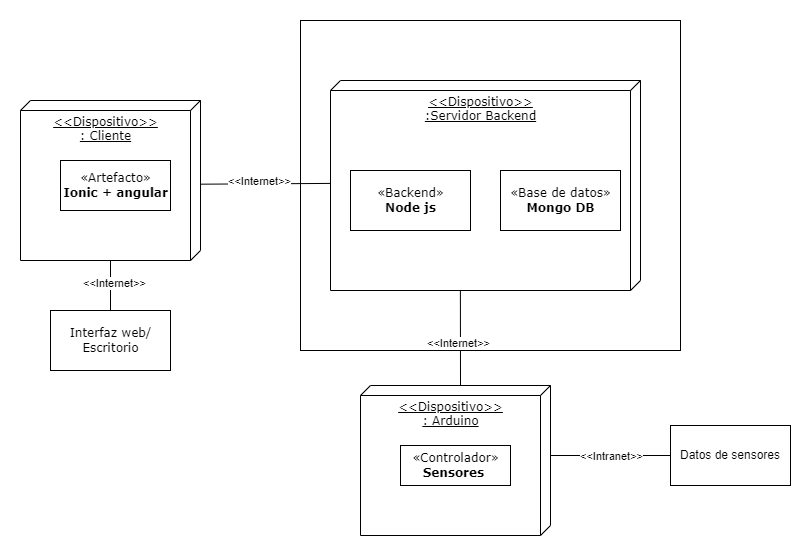 <<Dispositivo>>
: Cliente
«Artefacto»
Ionic + angular
<<Internet>>
Interfaz web/
Escritorio
<<Internet>>
<<Dispositivo>>
:Servidor Backend
«Backend»
Node js
«Base de datos»
Mongo DB
<<Internet>>
<<Dispositivo>>
: Arduino
«Controlador»
Sensores
<<Intranet>>
Datos de sensores